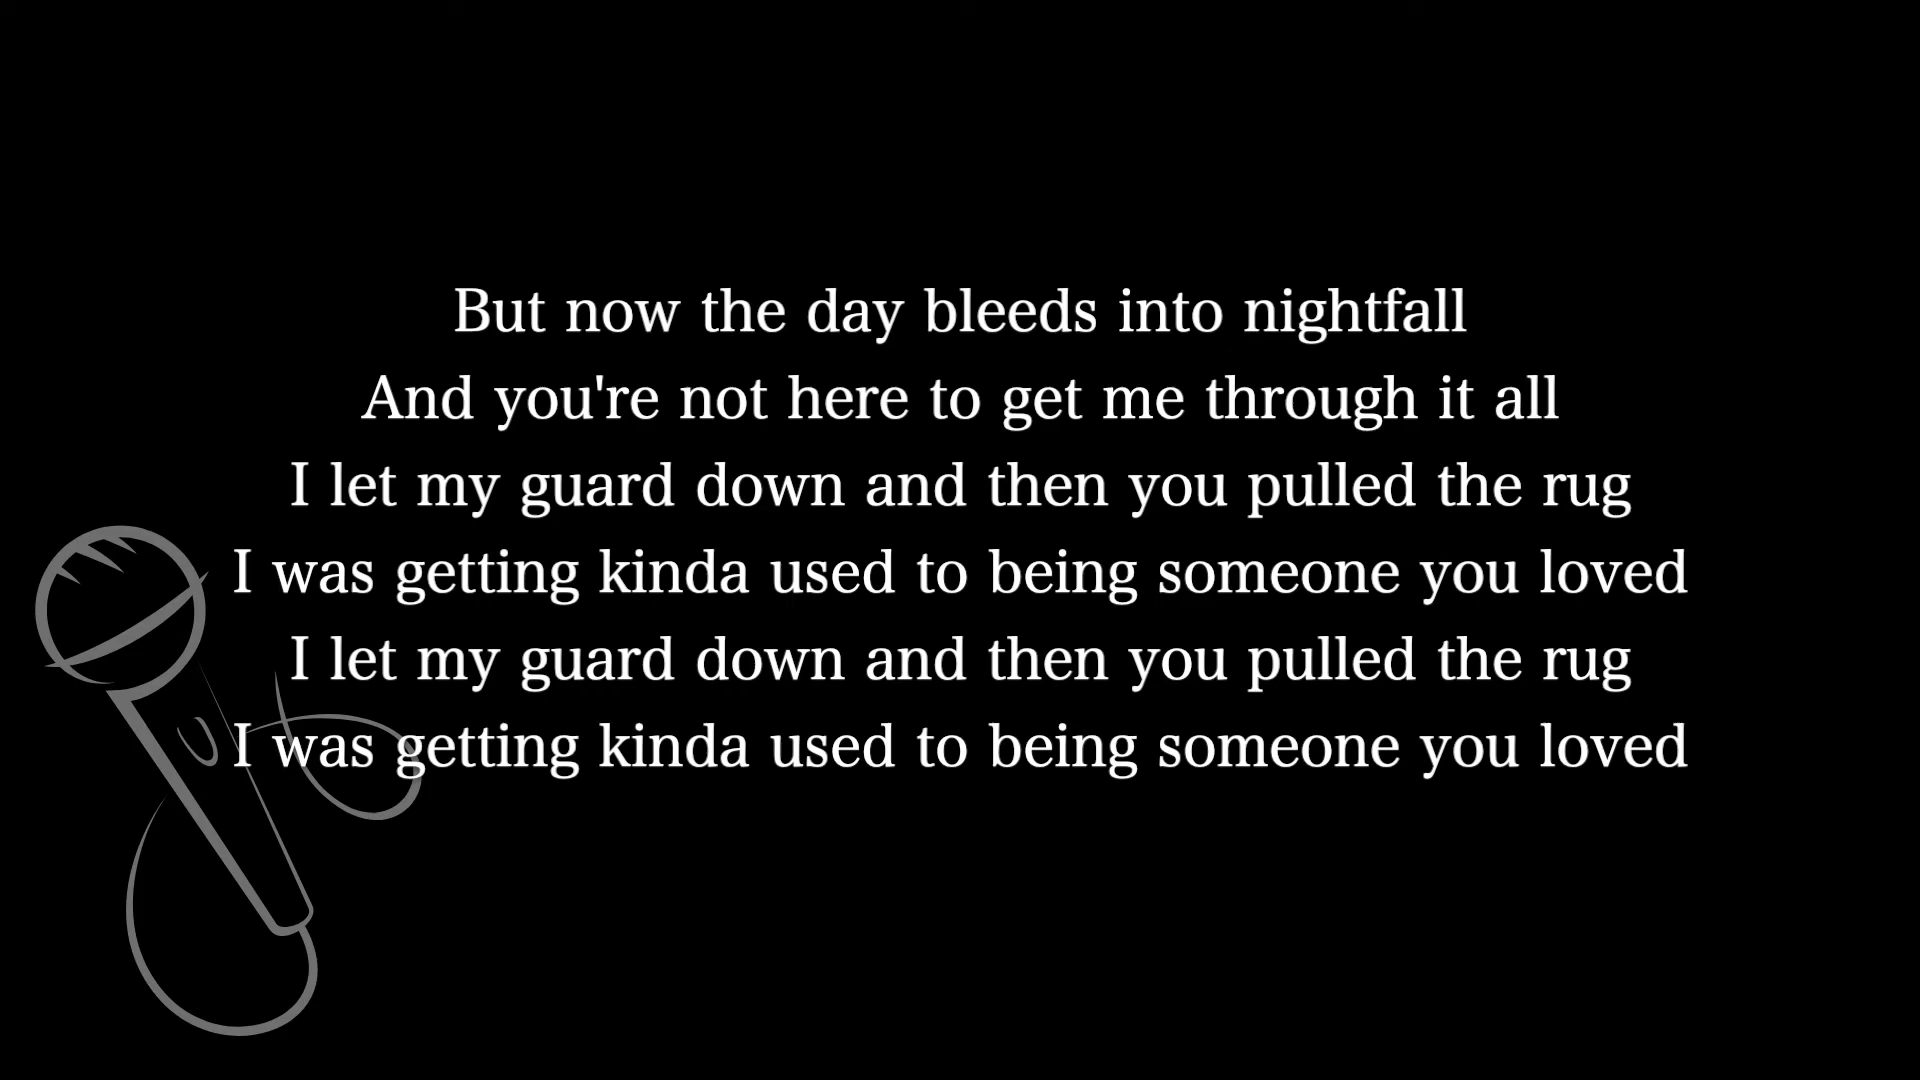 But now the day bleeds into nightfall
And you're not here to get me through it all
I let my guard down and then you pulled the rug
I was getting kinda used to being someone you loved
I let my guard down and then you pulled the rug
I was getting kinda used to being someone you loved